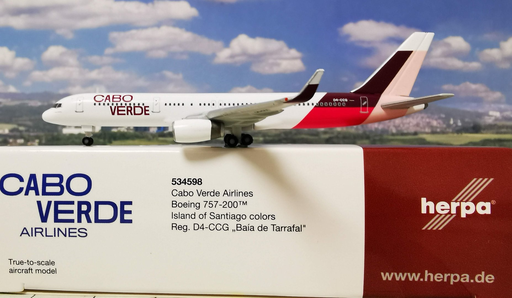 CABO
VERDE
CABO
VERDE
AIRLINES
True-to-scale
aircraft model
534598
Cabo Verde Airlines
Boeing 757-200™
Island of Santiago colors
Reg. D4-CCG „Baía de Tarrafal"
herpa®
www.herpa.de